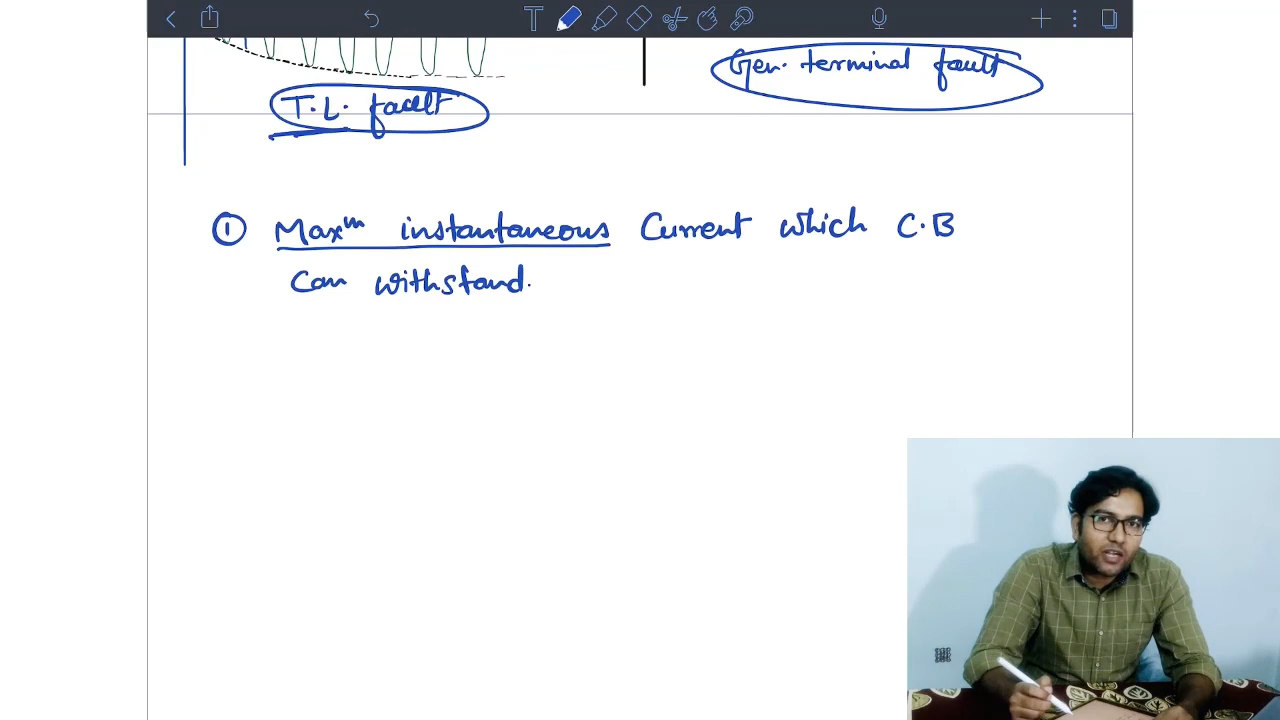 Gen. terminal fault
T.L. fault
① Maxᵐ instantaneous Current which C.B
Can withstand.